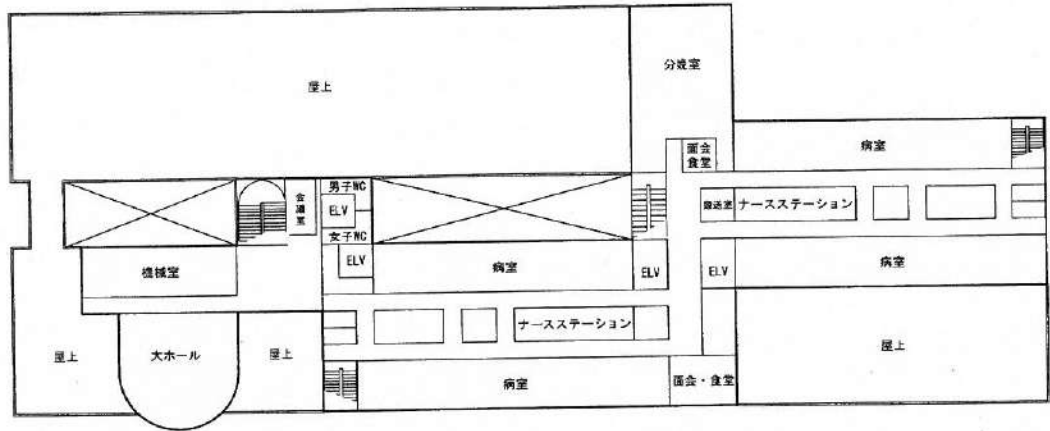 屋上
分娩室
面会
食堂
病室
男子WC
会議室
ELV
女子WC
ELV
搬送室
ナースステーション
機械室
病室
ELV
ELV
病室
ナースステーション
屋上
大ホール
屋上
屋上
病室
面会・食堂